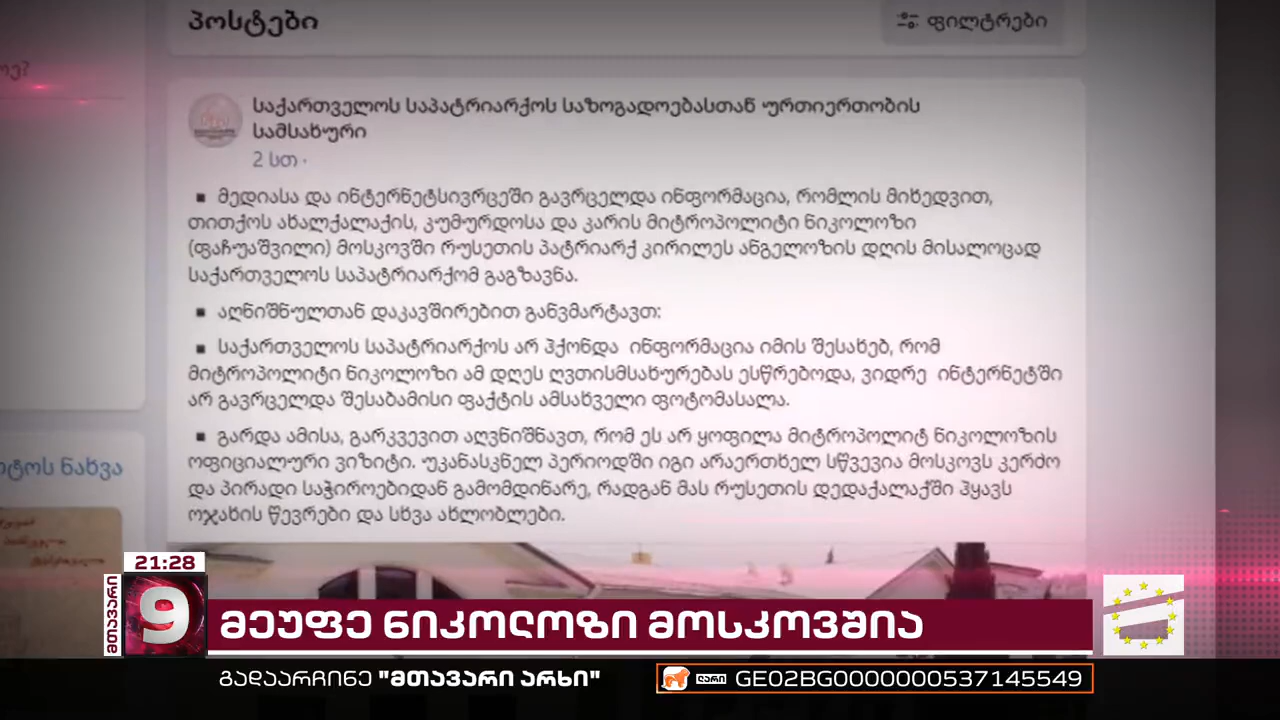 პოსტები
ფილტრები
საქართველოს საპატრიარქოს საზოგადოებასთან ურთიერთობის
სამსახური
2 სთ ·
▪ მედიასა და ინტერნეტსივრცეში გავრცელდა ინფორმაცია, რომლის მიხედვით,
თითქოს ახალქალაქის, კუმურდოსა და კარის მიტროპოლიტი ნიკოლოზი
(ფაჩუაშვილი) მოსკოვში რუსეთის პატრიარქ კირილეს ანგელოზის დღის მისალოცად
საქართველოს საპატრიარქომ გაგზავნა.
▪ აღნიშნულთან დაკავშირებით განვმარტავთ:
▪ საქართველოს საპატრიარქოს არ ჰქონდა ინფორმაცია იმის შესახებ, რომ
მიტროპოლიტი ნიკოლოზი ამ დღეს ღვთისმსახურებას ესწრებოდა, ვიდრე ინტერნეტში
არ გავრცელდა შესაბამისი ფაქტის ამსახველი ფოტომასალა.
▪ გარდა ამისა, გარკვევით აღვნიშნავთ, რომ ეს არ ყოფილა მიტროპოლიტ ნიკოლოზის
ოფიციალური ვიზიტი. უკანასკნელ პერიოდში იგი არაერთხელ სწვევია მოსკოვს კერძო
და პირადი საჭიროებიდან გამომდინარე, რადგან მას რუსეთის დედაქალაქში ჰყავს
ოჯახის წევრები და სხვა ახლობლები.
ნახვა
21:28
მთავარი
9
მეუფე ნიკოლოზი მოსკოვშია
გადაარჩინე "მთავარი არხი"
ლარი GE02BG0000000537145549